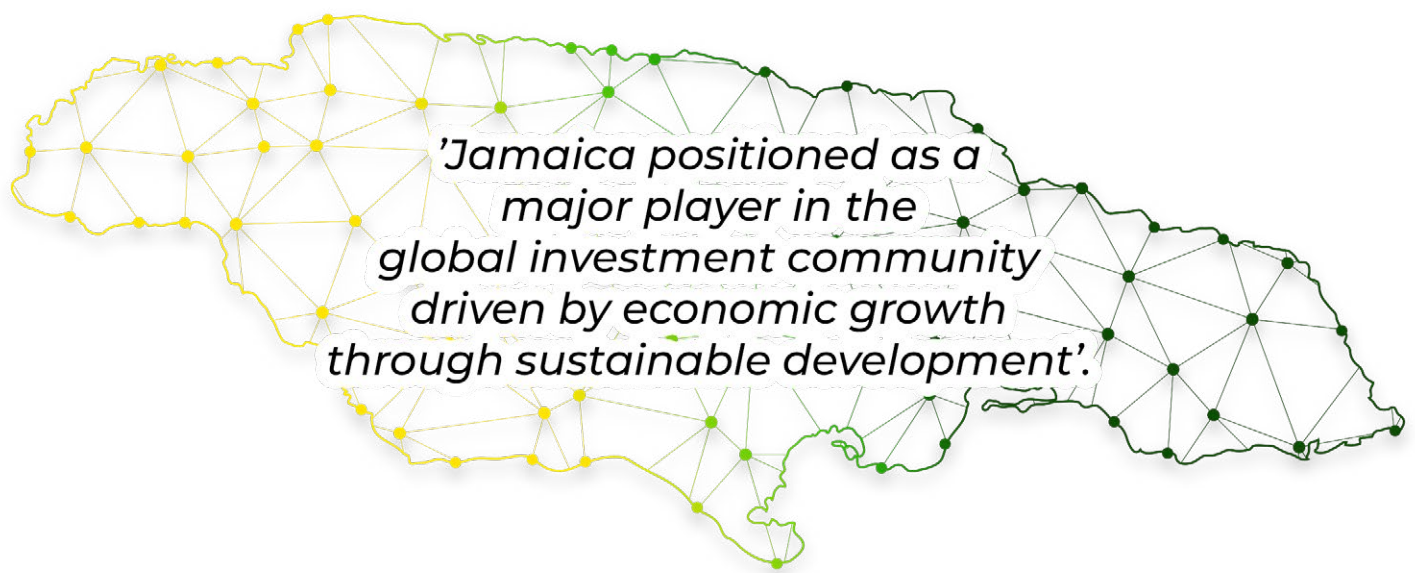 ’Jamaica positioned as a
major player in the
global investment community
driven by economic growth
through sustainable development’.